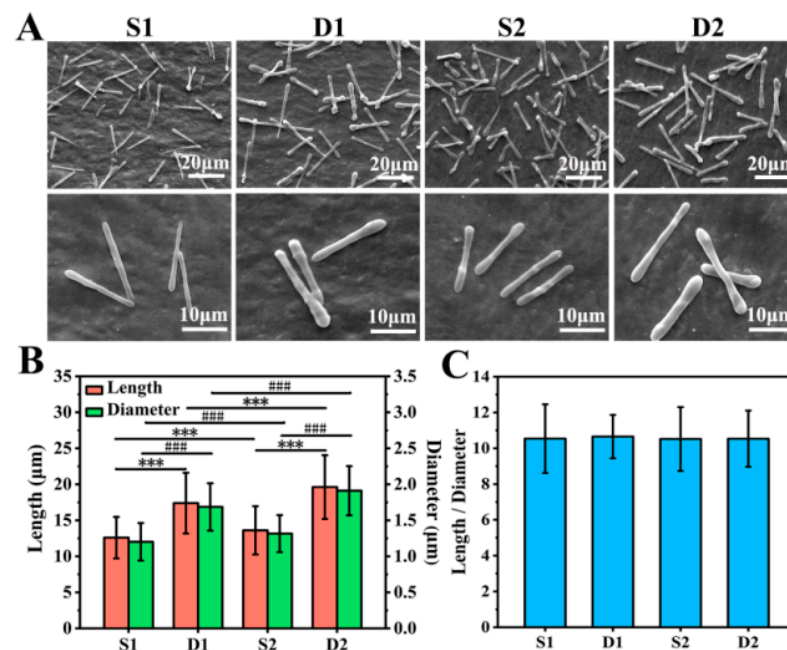 A
S1 D1 S2 D2
20μm 20μm 20μm 20μm
10μm 10μm 10μm 10μm
B
Length (μm)
35
30
25
20
15
10
5
0
Length
Diameter
###
***
###
*** ###
### ***
***
3.5
3.0
2.5
2.0
1.5
1.0
0.5
0.0
Diameter (μm)
S1 D1 S2 D2
C
Length / Diameter
14
12
10
8
6
4
2
0
S1 D1 S2 D2